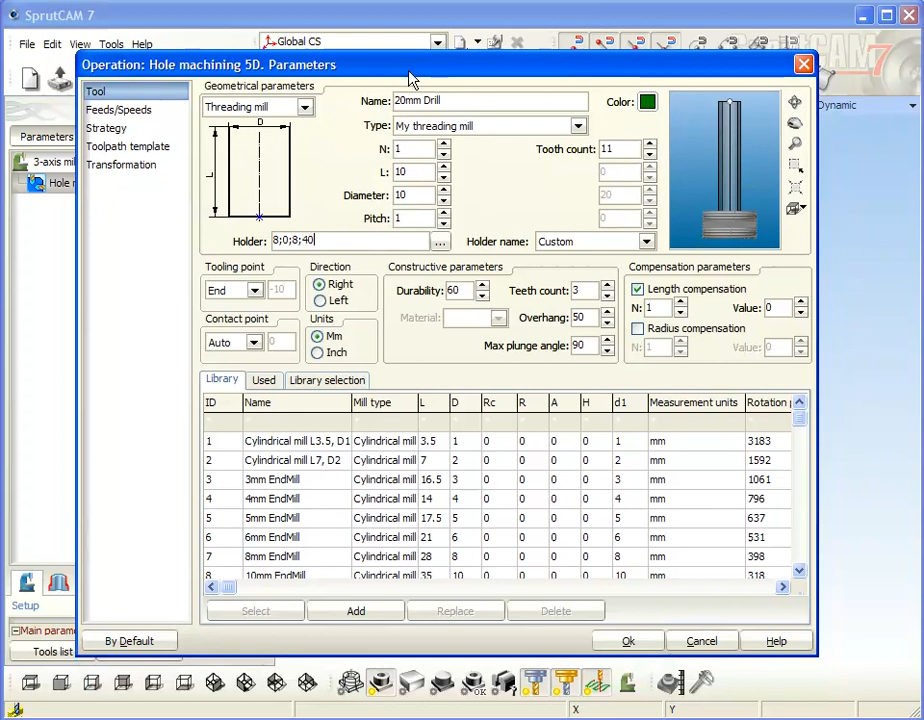 SprutCAM 7
File Edit View Tools Help
Global CS
7
Dynamic
Parameters
3-axis mil
Hole m
Setup
Main parame
Tools list
Operation: Hole machining 5D. Parameters
Tool
Feeds/Speeds
Strategy
Toolpath template
Transformation
By Default
Geometrical parameters
Threading mill
D
L
Name: 20mm Drill
Color:
Type: My threading mill
N: 1
Tooth count: 11
L: 10
0
Diameter: 10
20
Pitch: 1
0
Holder: 8;0;8;40
...
Holder name: Custom
Tooling point
End
-10
Contact point
Auto
0
Direction
Right
Left
Units
Mm
Inch
Constructive parameters
Durability: 60
Teeth count: 3
Material:
Overhang: 50
Max plunge angle: 90
Compensation parameters
Length compensation
N: 1
Value: 0
Radius compensation
N: 1
Value: 0
Library Used Library selection
ID Name Mill type L D Rc R A H d1 Measurement units Rotation p
1 Cylindrical mill L3.5, D1 Cylindrical mill 3.5 1 0 0 0 0 1 mm 3183
2 Cylindrical mill L7, D2 Cylindrical mill 7 2 0 0 0 0 2 mm 1592
3 3mm EndMill Cylindrical mill 16.5 3 0 0 0 0 3 mm 1061
4 4mm EndMill Cylindrical mill 14 4 0 0 0 0 4 mm 796
5 5mm EndMill Cylindrical mill 17.5 5 0 0 0 0 5 mm 637
6 6mm EndMill Cylindrical mill 21 6 0 0 0 0 6 mm 531
7 8mm EndMill Cylindrical mill 28 8 0 0 0 0 8 mm 398
8 10mm EndMill Cylindrical mill 35 10 0 0 0 0 10 mm 318
Select Add Replace Delete
Ok Cancel Help
OK
X Y